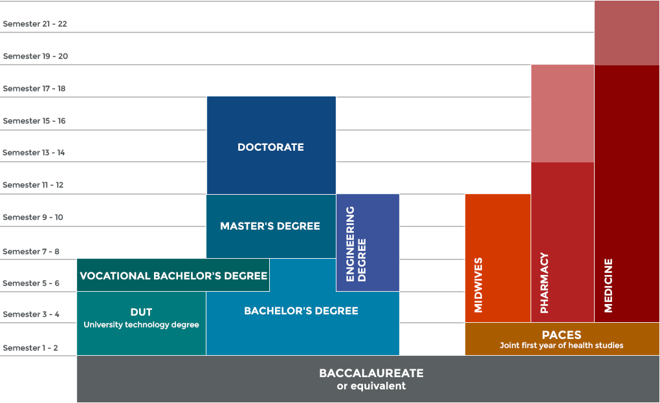 Semester 21 - 22
Semester 19 - 20
Semester 17 - 18
Semester 15 - 16
Semester 13 - 14
Semester 11 - 12
Semester 9 - 10
Semester 7 - 8
Semester 5 - 6
Semester 3 - 4
Semester 1 - 2
DOCTORATE
MASTER'S DEGREE
ENGINEERING
DEGREE
VOCATIONAL BACHELOR'S DEGREE
DUT
University technology degree
BACHELOR'S DEGREE
MIDWIVES
PHARMACY
MEDICINE
PACES
Joint first year of health studies
BACCALAUREATE
or equivalent